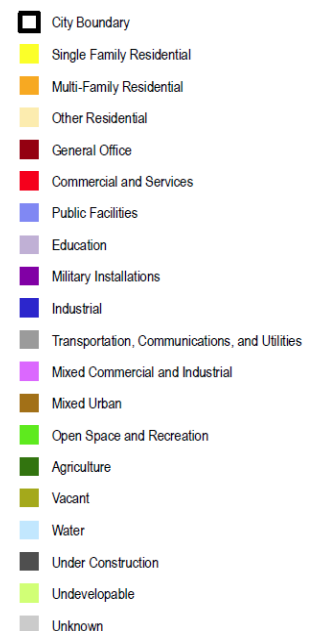 City Boundary
Single Family Residential
Multi-Family Residential
Other Residential
General Office
Commercial and Services
Public Facilities
Education
Military Installations
Industrial
Transportation, Communications, and Utilities
Mixed Commercial and Industrial
Mixed Urban
Open Space and Recreation
Agriculture
Vacant
Water
Under Construction
Undevelopable
Unknown